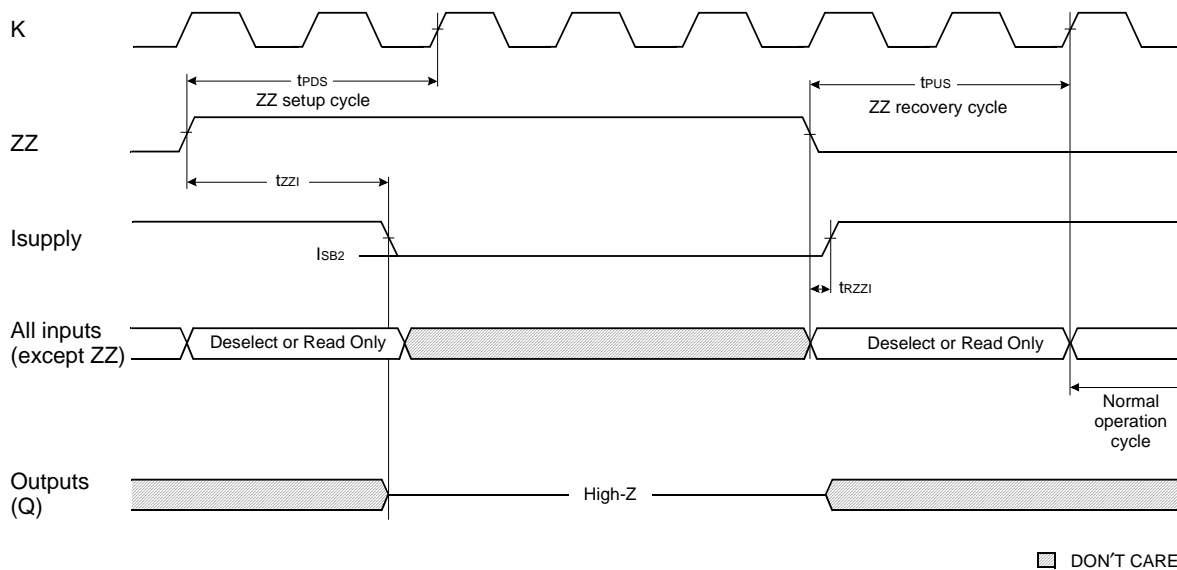 K
tPDS
ZZ setup cycle
tPUS
ZZ recovery cycle
ZZ
tZZI
Isupply
ISB2
tRZZI
All inputs
(except ZZ)
Deselect or Read Only
Deselect or Read Only
Normal
operation
cycle
Outputs
(Q)
High-Z
DON'T CARE